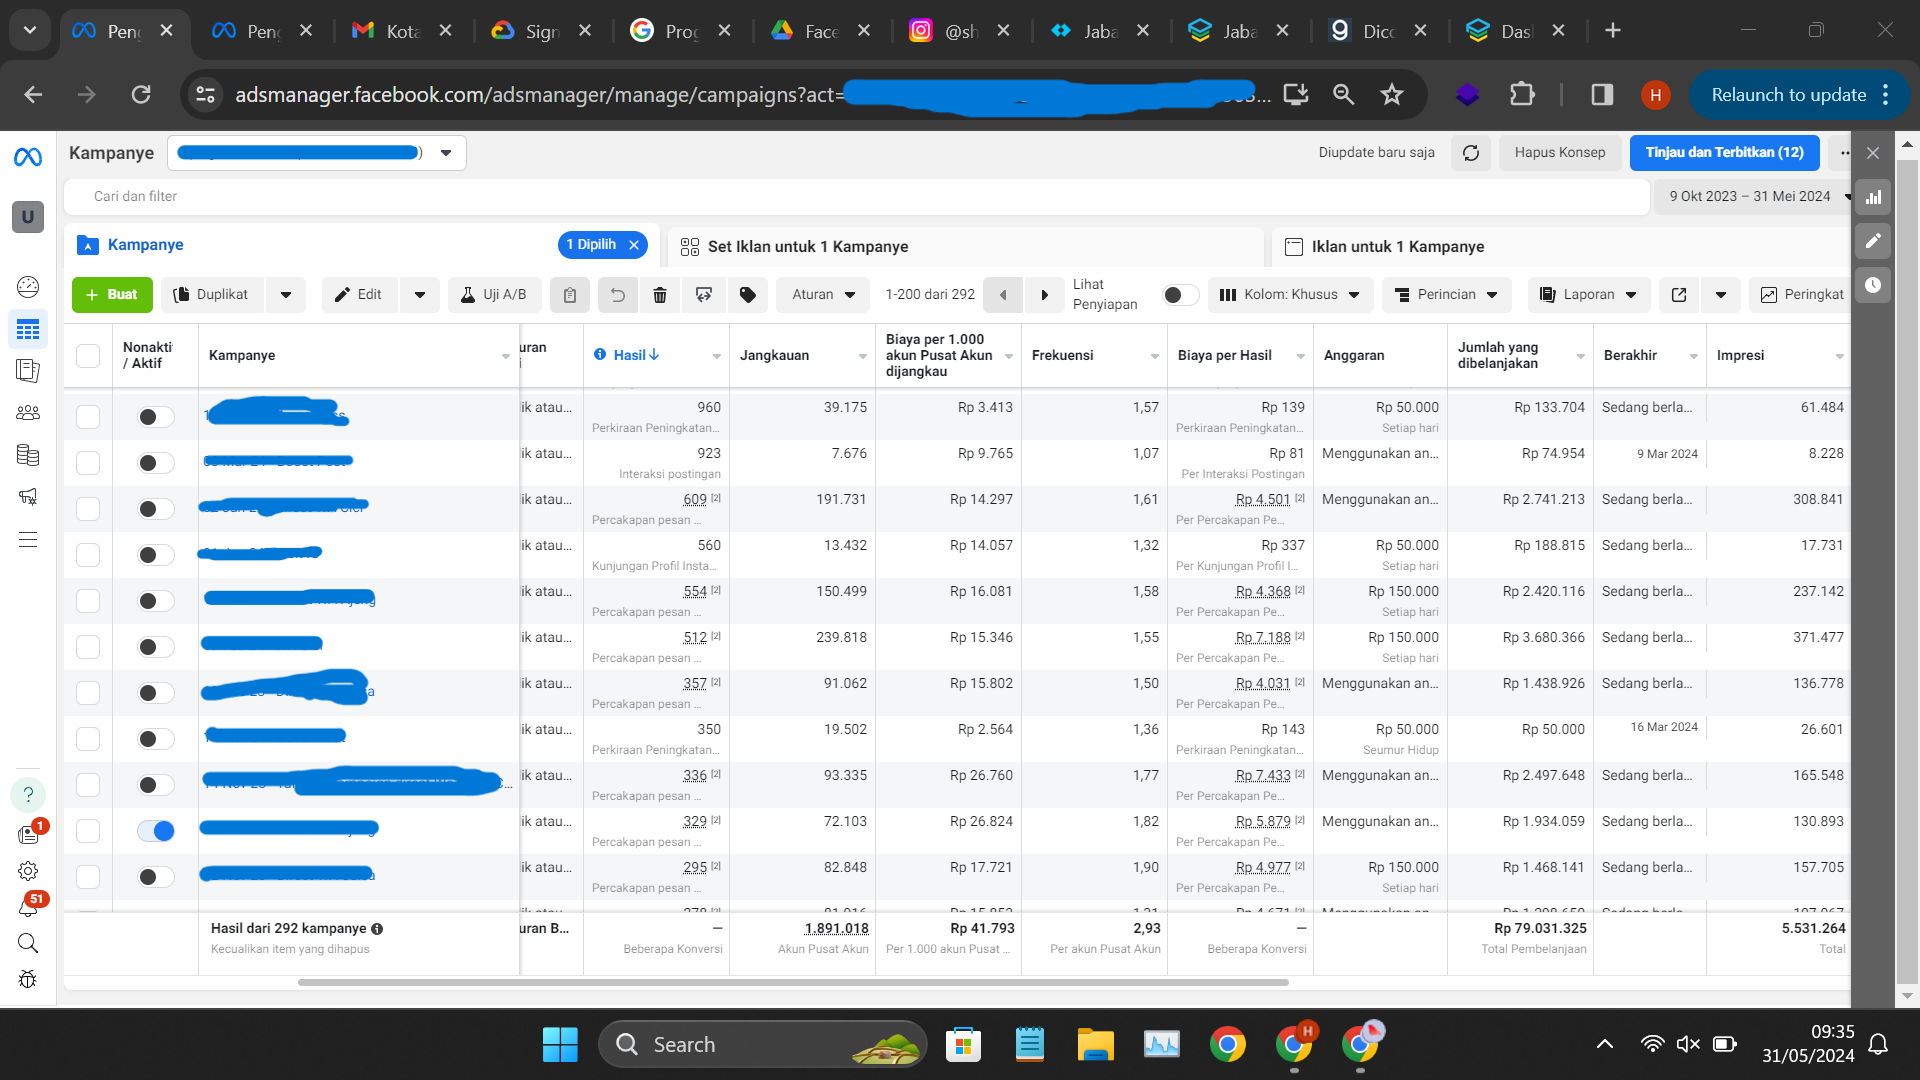 Peng
Peng
Kota
Sign
Proc
Face
@sh
Jaba
Jaba
Dicc
Dasl
adsmanager.facebook.com/adsmanager/manage/campaigns?act=
H
Relaunch to update
Kampanye
Diupdate baru saja
Hapus Konsep
Tinjau dan Terbitkan (12)
Cari dan filter
9 Okt 2023 – 31 Mei 2024
U
Kampanye
1 Dipilih
Set Iklan untuk 1 Kampanye
Iklan untuk 1 Kampanye
+ Buat
Duplikat
Edit
Uji A/B
Aturan
1-200 dari 292
Lihat Penyiapan
Kolom: Khusus
Perincian
Laporan
Peringkat
Nonaktif / Aktif
Kampanye
uran
Hasil
Jangkauan
Biaya per 1.000 akun Pusat Akun dijangkau
Frekuensi
Biaya per Hasil
Anggaran
Jumlah yang dibelanjakan
Berakhir
Impresi
ik atau... 960 39.175 Rp 3.413 1,57 Rp 139 Rp 50.000 Rp 133.704 Sedang berla... 61.484
Perkiraan Peningkatan... Perkiraan Peningkatan... Setiap hari
ik atau... 923 7.676 Rp 9.765 1,07 Rp 81 Menggunakan an... Rp 74.954 9 Mar 2024 8.228
Interaksi postingan Per Interaksi Postingan
ik atau... 609 [2] 191.731 Rp 14.297 1,61 Rp 4.501 [2] Menggunakan an... Rp 2.741.213 Sedang berla... 308.841
Percakapan pesan ... Per Percakapan Pe...
ik atau... 560 13.432 Rp 14.057 1,32 Rp 337 Rp 50.000 Rp 188.815 Sedang berla... 17.731
Kunjungan Profil Insta... Per Kunjungan Profil I... Setiap hari
ik atau... 554 [2] 150.499 Rp 16.081 1,58 Rp 4.368 [2] Rp 150.000 Rp 2.420.116 Sedang berla... 237.142
Percakapan pesan ... Per Percakapan Pe... Setiap hari
ik atau... 512 [2] 239.818 Rp 15.346 1,55 Rp 7.188 [2] Rp 150.000 Rp 3.680.366 Sedang berla... 371.477
Percakapan pesan ... Per Percakapan Pe... Setiap hari
ik atau... 357 [2] 91.062 Rp 15.802 1,50 Rp 4.031 [2] Menggunakan an... Rp 1.438.926 Sedang berla... 136.778
Percakapan pesan ... Per Percakapan Pe...
ik atau... 350 19.502 Rp 2.564 1,36 Rp 143 Rp 50.000 Rp 50.000 16 Mar 2024 26.601
Perkiraan Peningkatan... Perkiraan Peningkatan... Seumur Hidup
ik atau... 336 [2] 93.335 Rp 26.760 1,77 Rp 7.433 [2] Menggunakan an... Rp 2.497.648 Sedang berla... 165.548
Percakapan pesan ... Per Percakapan Pe...
ik atau... 329 [2] 72.103 Rp 26.824 1,82 Rp 5.879 [2] Menggunakan an... Rp 1.934.059 Sedang berla... 130.893
Percakapan pesan ... Per Percakapan Pe...
ik atau... 295 [2] 82.848 Rp 17.721 1,90 Rp 4.977 [2] Rp 150.000 Rp 1.468.141 Sedang berla... 157.705
Percakapan pesan ... Per Percakapan Pe... Setiap hari
Hasil dari 292 kampanye uran B... — 1.891.018 Rp 41.793 2,93 — Rp 79.031.325 5.531.264
Kecualikan item yang dihapus Beberapa Konversi Akun Pusat Akun Per 1.000 akun Pusat ... Per akun Pusat Akun Beberapa Konversi Total Pembelanjaan Total
1
51
Search
H
09:35
31/05/2024